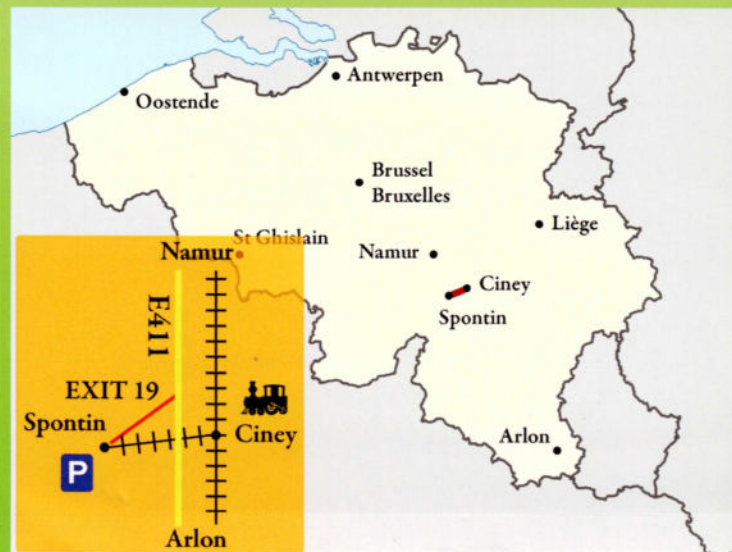 Antwerpen
Oostende
Brussel
Bruxelles
Liège
St Ghislain
Namur
Ciney
Spontin
Arlon
Namur
E411
EXIT 19
Spontin
Ciney
P
Arlon